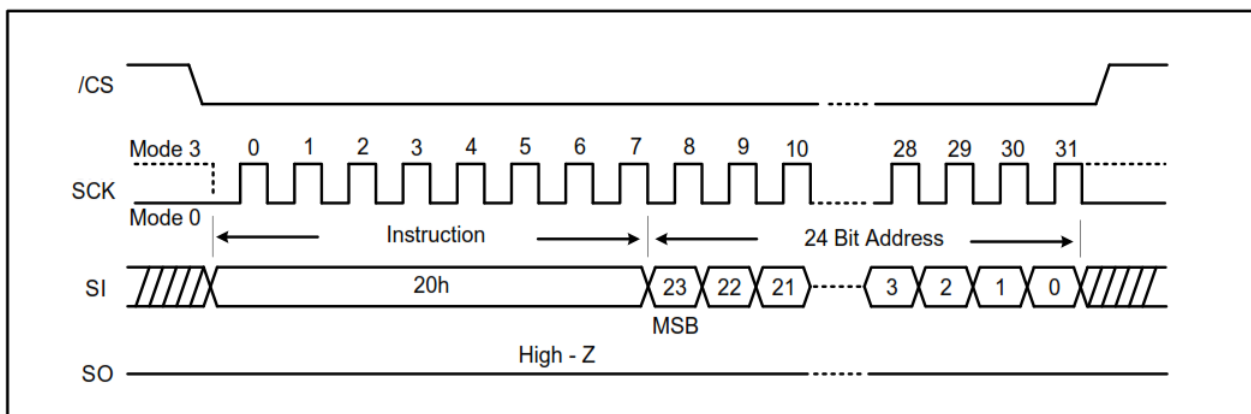 /CS
Mode 3 0 1 2 3 4 5 6 7 8 9 10 28 29 30 31
SCK
Mode 0
Instruction 24 Bit Address
SI 20h 23 22 21 3 2 1 0
MSB
High - Z
SO